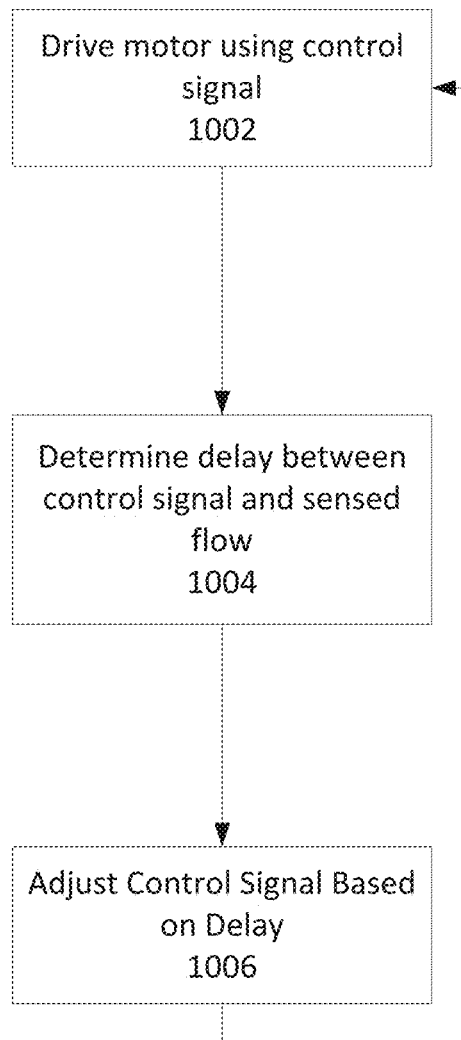 Drive motor using control
signal
1002
Determine delay between
control signal and sensed
flow
1004
Adjust Control Signal Based
on Delay
1006